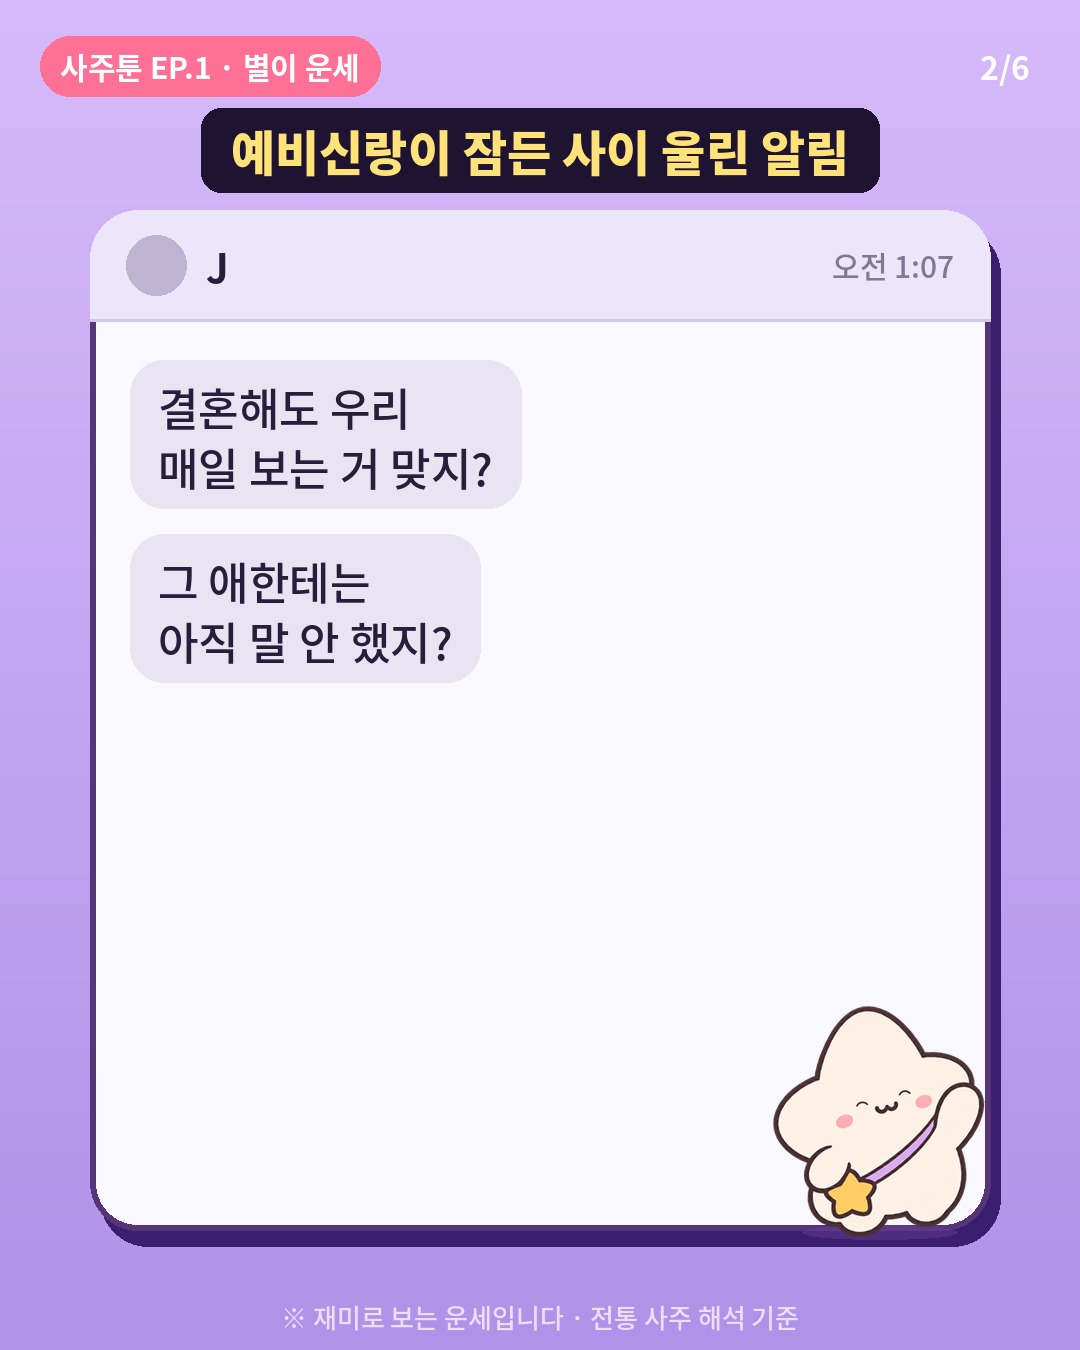 사주툰 EP.1 · 별이 운세
2/6
예비신랑이 잠든 사이 울린 알림
J
오전 1:07
결혼해도 우리
매일 보는 거 맞지?
그 애한테는
아직 말 안 했지?
※ 재미로 보는 운세입니다 · 전통 사주 해석 기준